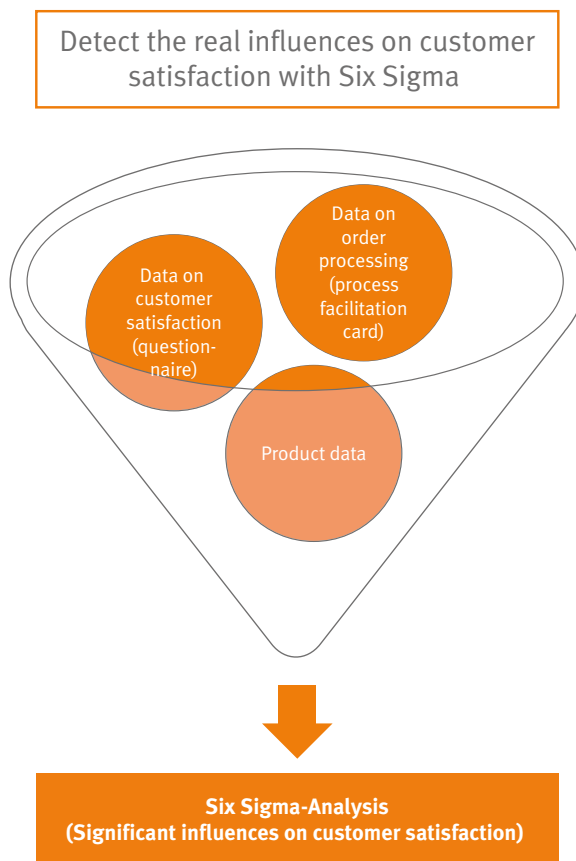 Detect the real influences on customer
satisfaction with Six Sigma
Data on
order
processing
(process
facilitation
card)
Data on
customer
satisfaction
(question-
naire)
Product data
Six Sigma-Analysis
(Significant influences on customer satisfaction)